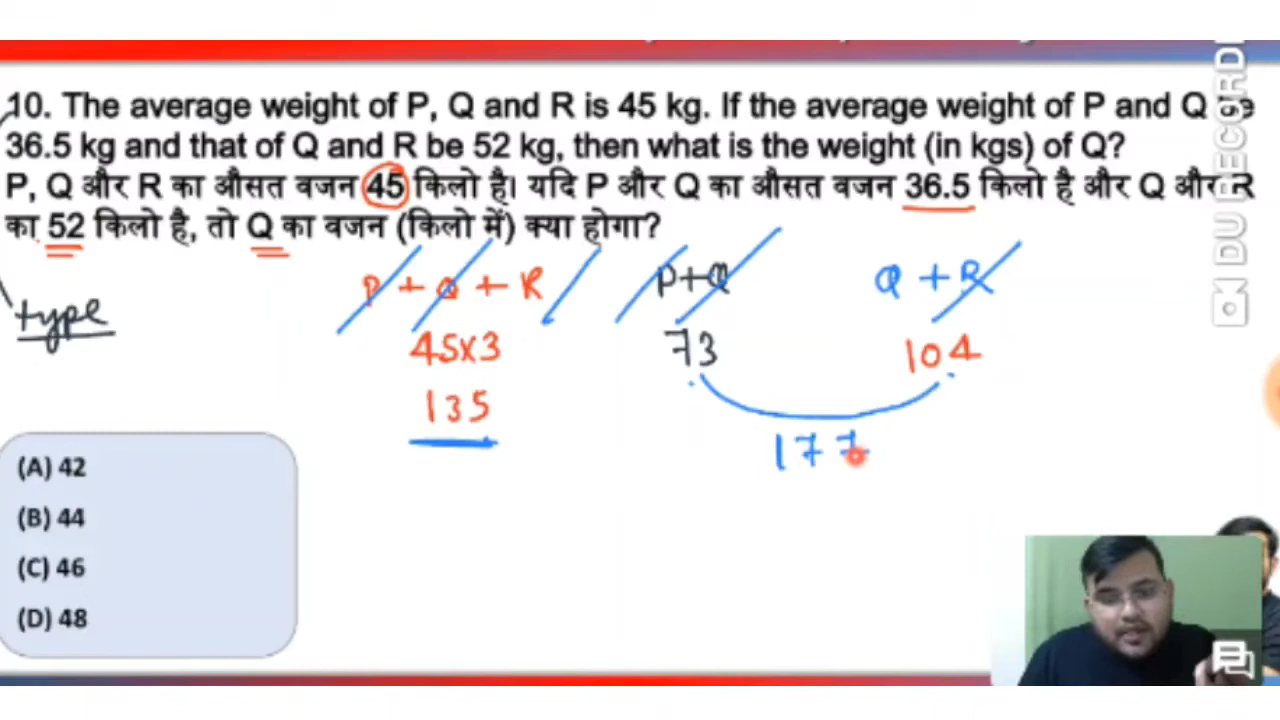 10. The average weight of P, Q and R is 45 kg. If the average weight of P and Q be
36.5 kg and that of Q and R be 52 kg, then what is the weight (in kgs) of Q?
P, Q और R का औसत वजन 45 किलो है। यदि P और Q का औसत वजन 36.5 किलो है और Q और R
का 52 किलो है, तो Q का वजन (किलो में) क्या होगा?
P + Q + R
P+Q
Q + R
type
45x3
73
104
135
177
(A) 42
(B) 44
(C) 46
(D) 48
DU RECORD